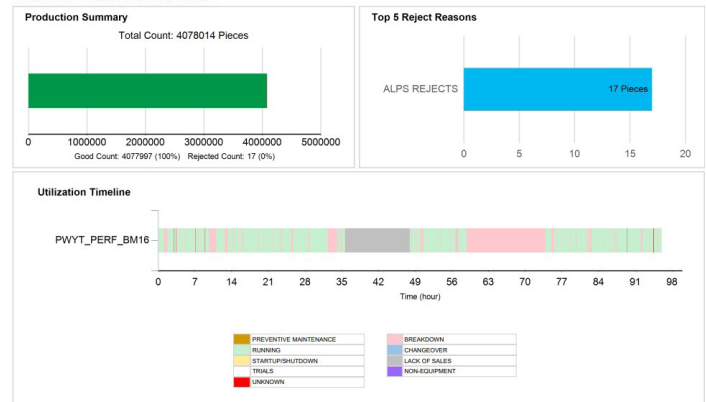 Production Summary
Total Count: 4078014 Pieces
0 1000000 2000000 3000000 4000000 5000000
Good Count: 4077997 (100%) Rejected Count: 17 (0%)
Top 5 Reject Reasons
ALPS REJECTS
17 Pieces
0 5 10 15 20
Utilization Timeline
PWYT_PERF_BM16
0 7 14 21 28 35 42 49 56 63 70 77 84 91 98
Time (hour)
PREVENTIVE MAINTENANCE
RUNNING
STARTUP/SHUTDOWN
TRIALS
UNKNOWN
BREAKDOWN
CHANGEOVER
LACK OF SALES
NON-EQUIPMENT